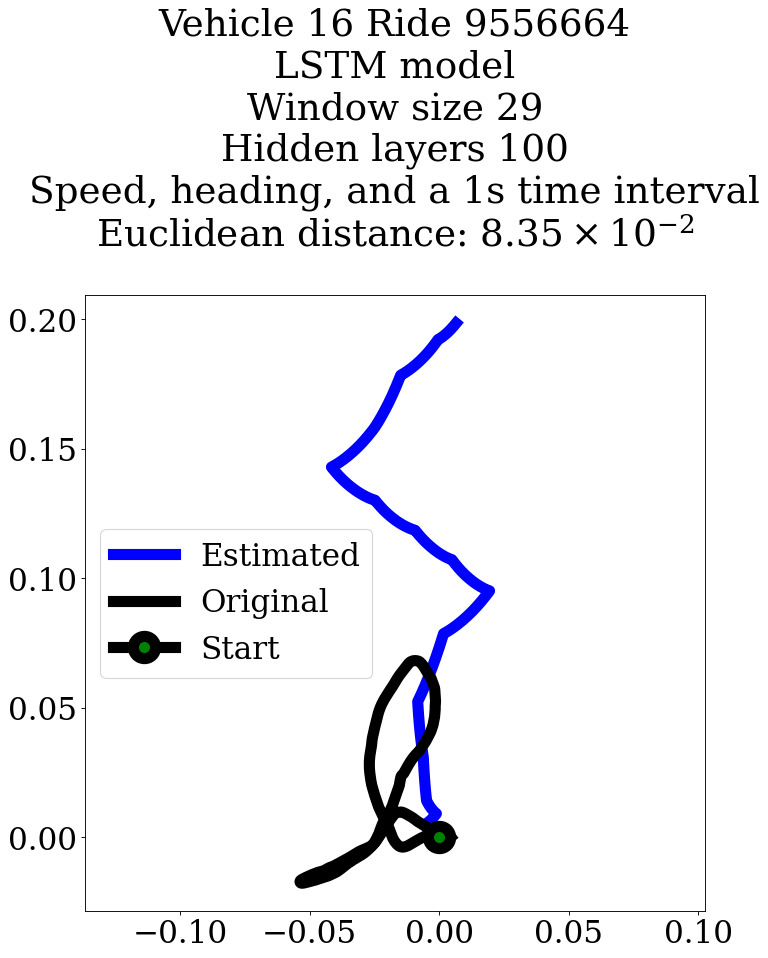 Vehicle 16 Ride 9556664
LSTM model
Window size 29
Hidden layers 100
Speed, heading, and a 1s time interval
Euclidean distance: 8.35 × 10⁻²
0.20
0.15
0.10
0.05
0.00
Estimated
Original
Start
−0.10 −0.05 0.00 0.05 0.10